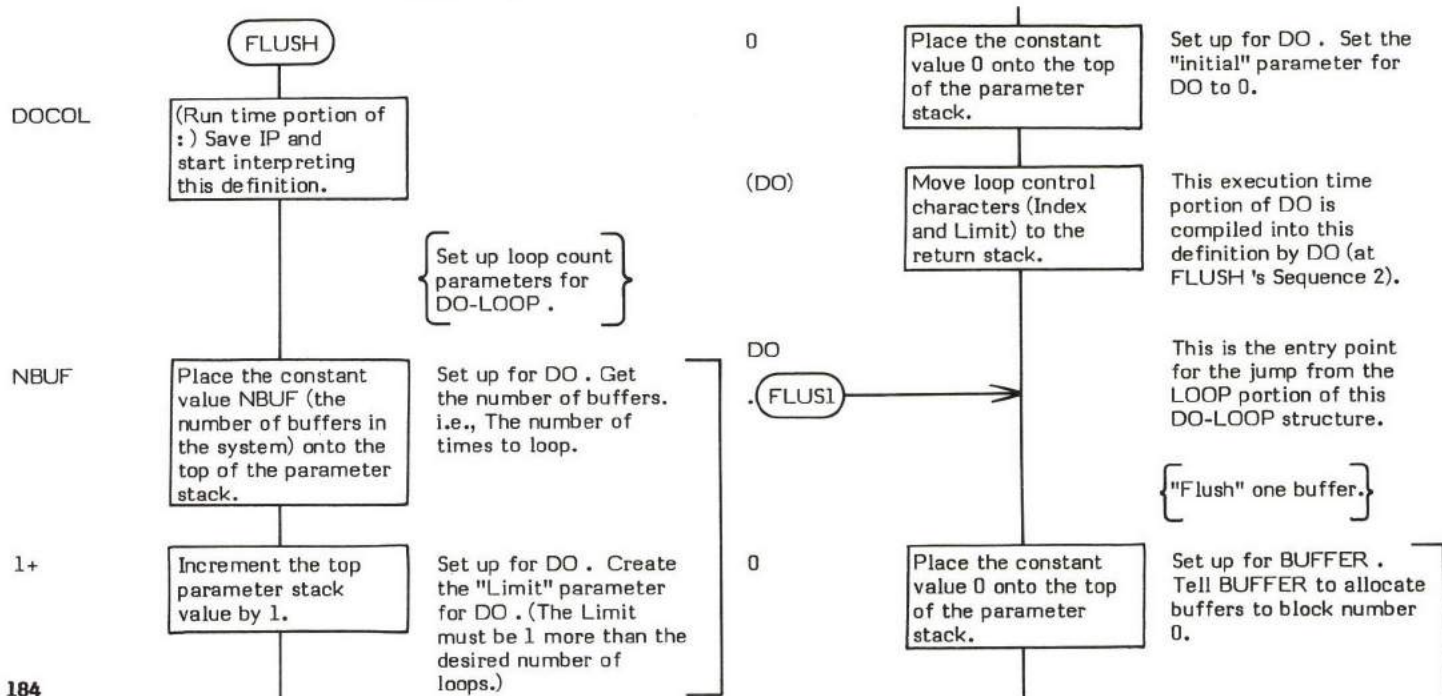 FLUSH
DOCOL
(Run time portion of
: ) Save IP and
start interpreting
this definition.
Set up loop count
parameters for
DO-LOOP .
NBUF
Place the constant
value NBUF (the
number of buffers in
the system) onto the
top of the parameter
stack.
Set up for DO . Get
the number of buffers.
i.e., The number of
times to loop.
1+
Increment the top
parameter stack
value by 1.
Set up for DO . Create
the "Limit" parameter
for DO . (The Limit
must be 1 more than the
desired number of
loops.)
184
0
Place the constant
value 0 onto the top
of the parameter
stack.
Set up for DO . Set the
"initial" parameter for
DO to 0.
(DO)
Move loop control
characters (Index
and Limit) to the
return stack.
This execution time
portion of DO is
compiled into this
definition by DO (at
FLUSH 's Sequence 2).
DO
.
FLUS1
This is the entry point
for the jump from the
LOOP portion of this
DO-LOOP structure.
"Flush" one buffer.
0
Place the constant
value 0 onto the top
of the parameter
stack.
Set up for BUFFER .
Tell BUFFER to allocate
buffers to block number
0.